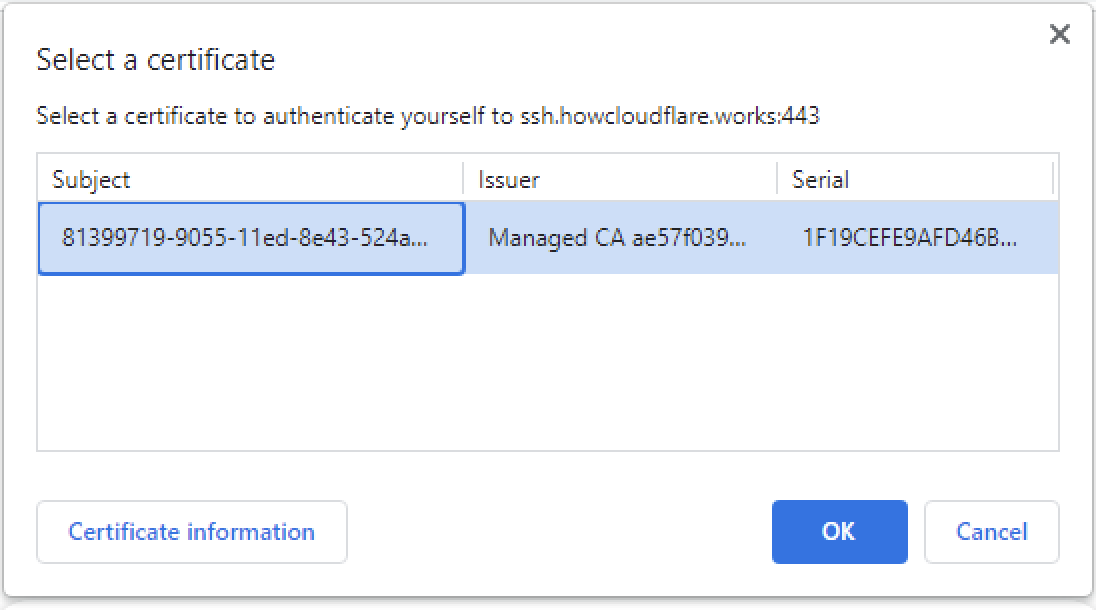 Select a certificate
Select a certificate to authenticate yourself to ssh.howcloudflare.works:443
Subject Issuer Serial
81399719-9055-11ed-8e43-524a... Managed CA ae57f039... 1F19CEFE9AFD46B...
Certificate information OK Cancel